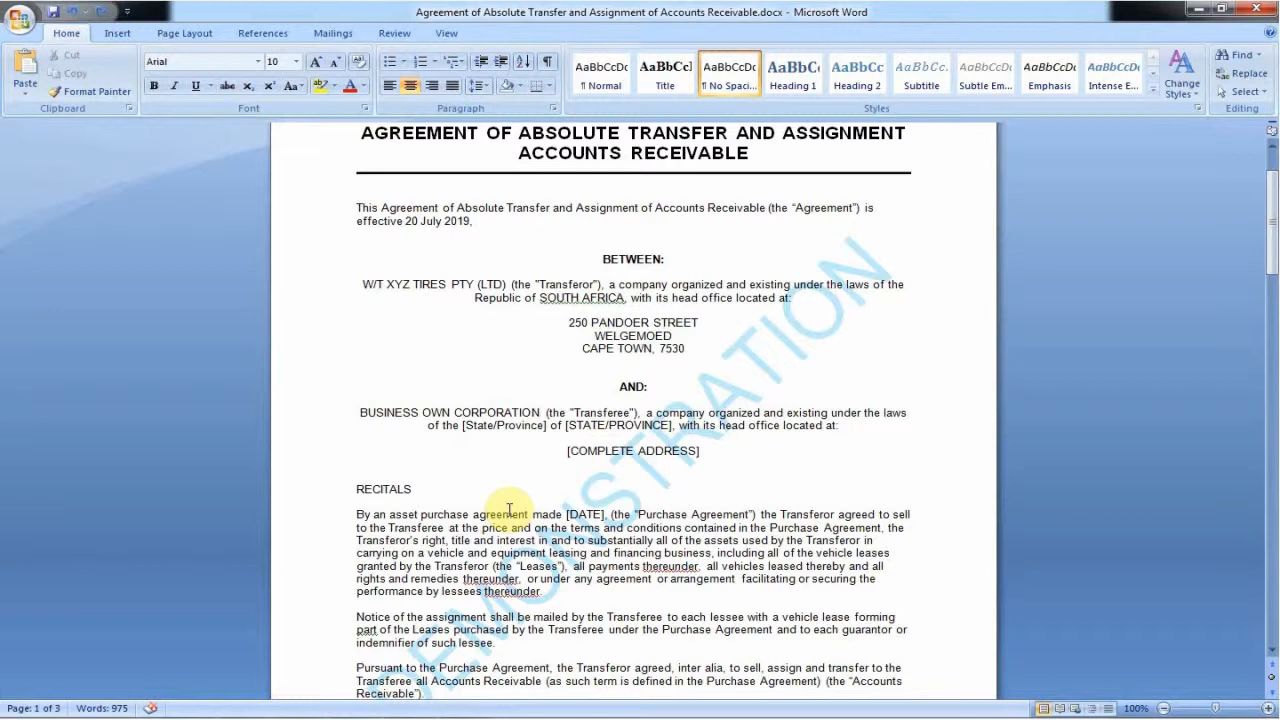 Agreement of Absolute Transfer and Assignment of Accounts Receivable.docx - Microsoft Word
Home Insert Page Layout References Mailings Review View
Paste
Cut
Copy
Format Painter
Clipboard
Arial 10
Font
Paragraph
AaBbCcDc AaBbCcI AaBbCcDc AaBbCc AaBbCc AaBbCcI AaBbCcDc AaBbCcDc AaBbCcI
¶ Normal Title ¶ No Spaci... Heading 1 Heading 2 Subtitle Subtle Em... Emphasis Intense E...
Change
Styles
Styles
Find
Replace
Select
Editing
AGREEMENT OF ABSOLUTE TRANSFER AND ASSIGNMENT
ACCOUNTS RECEIVABLE
This Agreement of Absolute Transfer and Assignment of Accounts Receivable (the “Agreement”) is
effective 20 July 2019,
BETWEEN:
W/T XYZ TIRES PTY (LTD) (the "Transferor"), a company organized and existing under the laws of the
Republic of SOUTH AFRICA, with its head office located at:
250 PANDOER STREET
WELGEMOED
CAPE TOWN, 7530
AND:
BUSINESS OWN CORPORATION (the "Transferee"), a company organized and existing under the laws
of the [State/Province] of [STATE/PROVINCE], with its head office located at:
[COMPLETE ADDRESS]
RECITALS
By an asset purchase agreement made [DATE], (the “Purchase Agreement”) the Transferor agreed to sell
to the Transferee at the price and on the terms and conditions contained in the Purchase Agreement, the
Transferor’s right, title and interest in and to substantially all of the assets used by the Transferor in
carrying on a vehicle and equipment leasing and financing business, including all of the vehicle leases
granted by the Transferor (the “Leases”), all payments thereunder, all vehicles leased thereby and all
rights and remedies thereunder, or under any agreement or arrangement facilitating or securing the
performance by lessees thereunder.
Notice of the assignment shall be mailed by the Transferee to each lessee with a vehicle lease forming
part of the Leases purchased by the Transferee under the Purchase Agreement and to each guarantor or
indemnifier of such lessee.
Pursuant to the Purchase Agreement, the Transferor agreed, inter alia, to sell, assign and transfer to the
Transferee all Accounts Receivable (as such term is defined in the Purchase Agreement) (the “Accounts
Receivable”).
DEMONSTRATION
Page: 1 of 3 Words: 975 100%